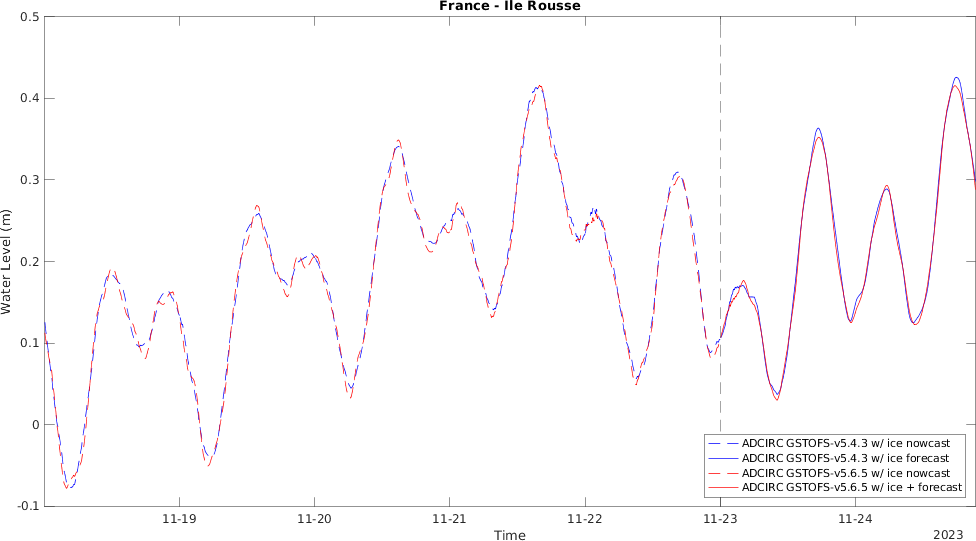 France - Ile Rousse
0.5
0.4
0.3
0.2
0.1
0
-0.1
Water Level (m)
11-19
11-20
11-21
11-22
11-23
11-24
Time
2023
ADCIRC GSTOFS-v5.4.3 w/ ice nowcast
ADCIRC GSTOFS-v5.4.3 w/ ice forecast
ADCIRC GSTOFS-v5.6.5 w/ ice nowcast
ADCIRC GSTOFS-v5.6.5 w/ ice + forecast